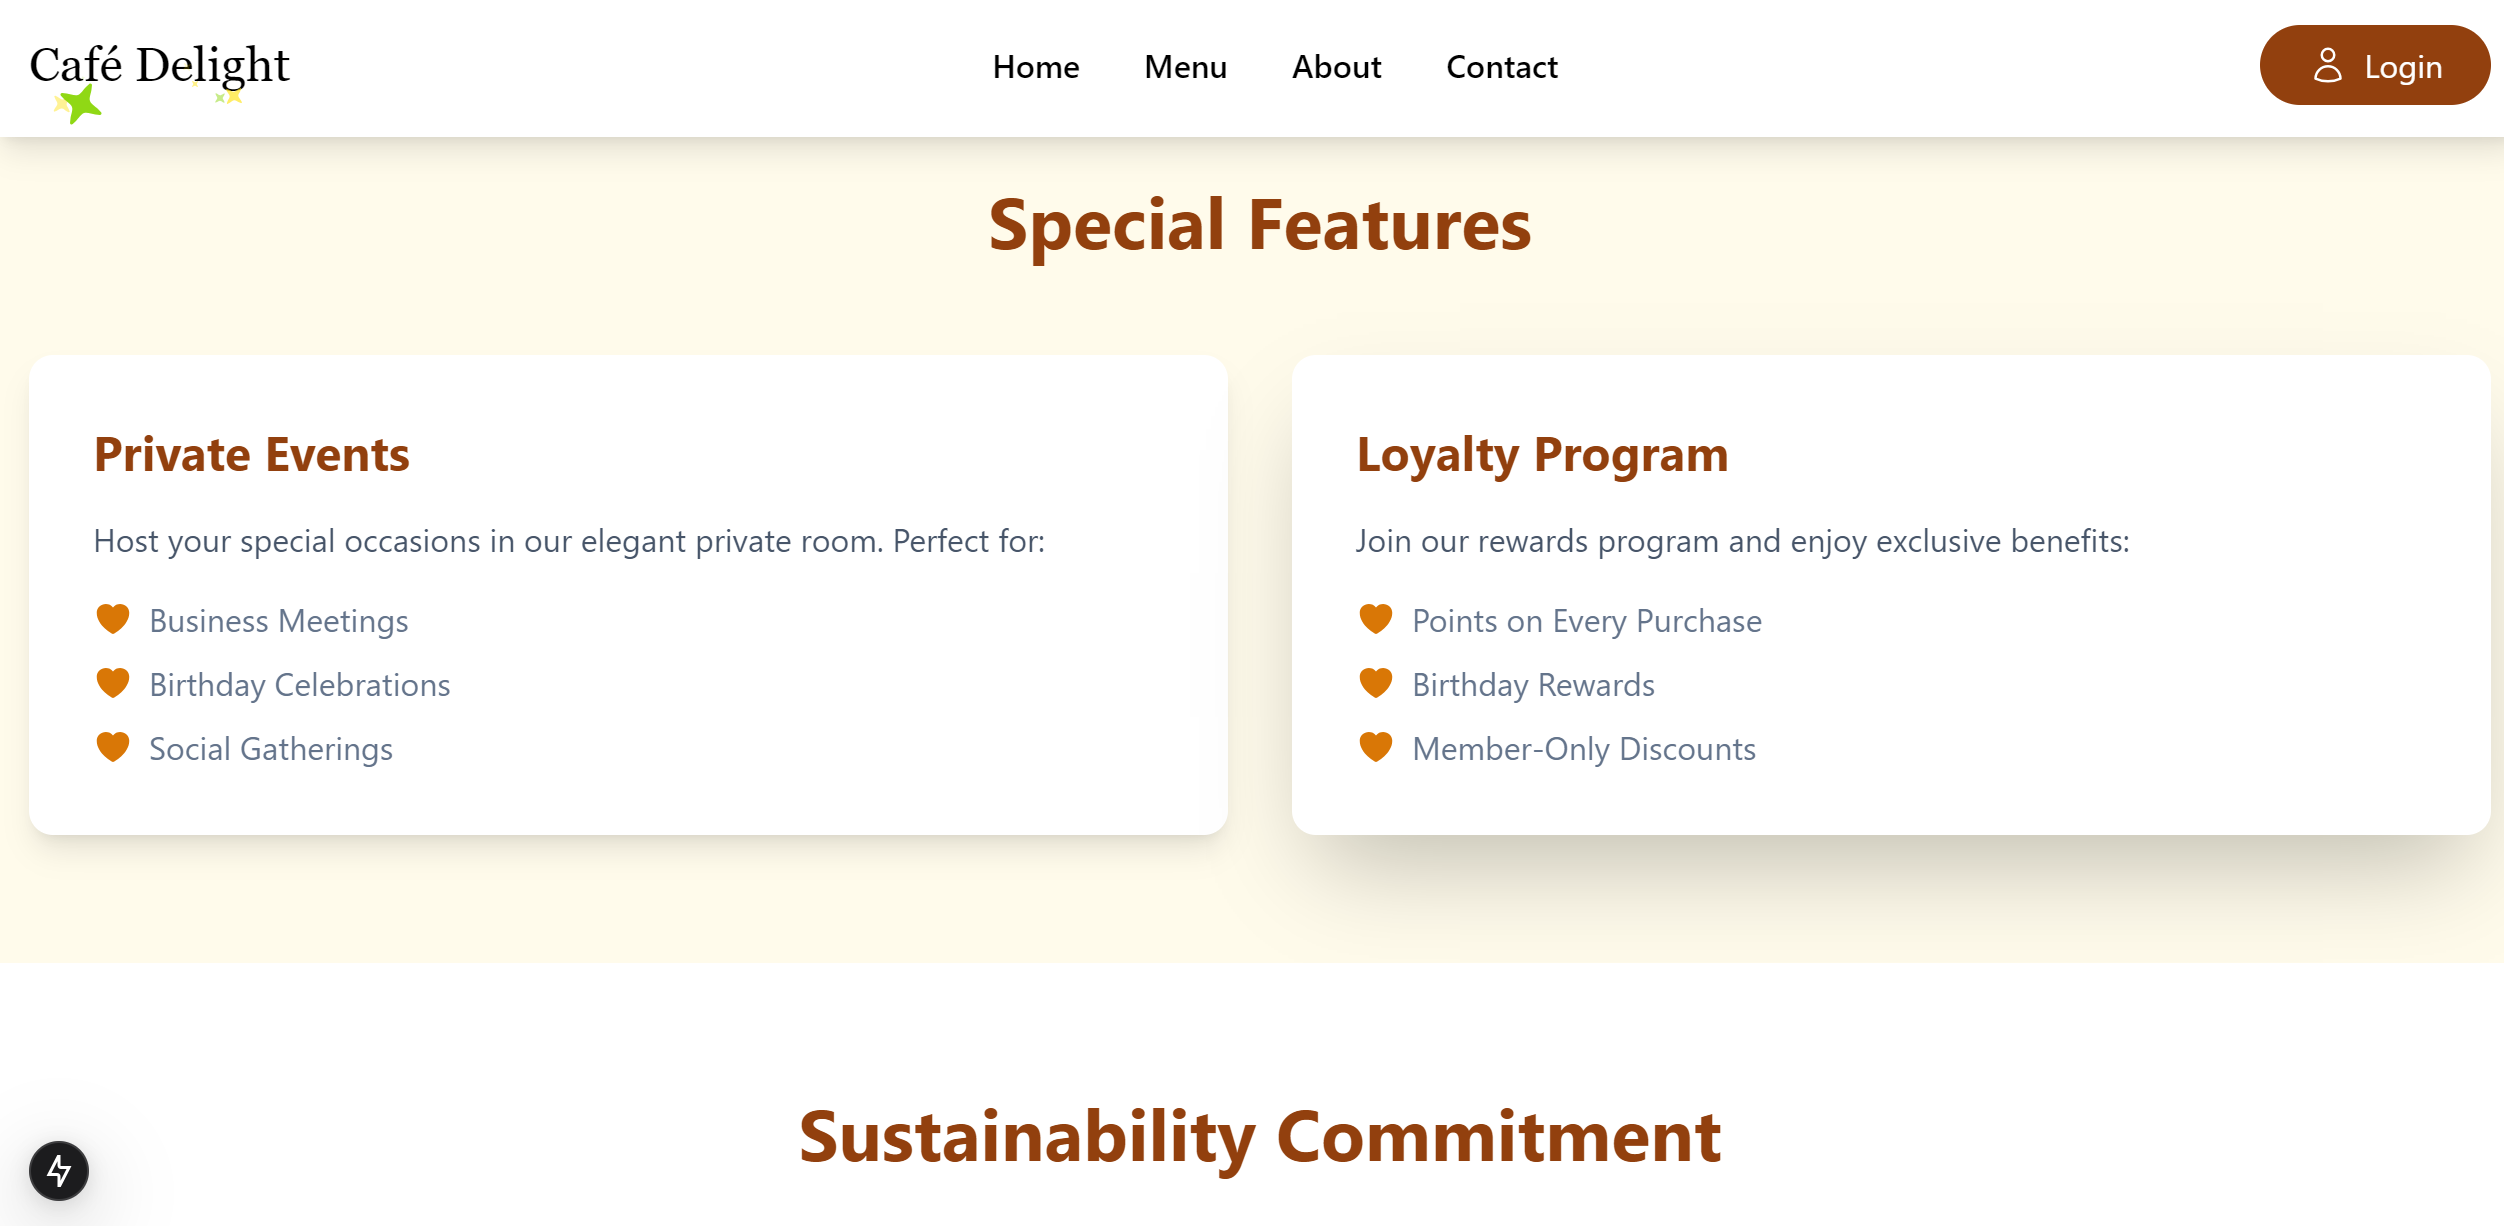 Café Delight
Home Menu About Contact
Login
Special Features
Private Events
Host your special occasions in our elegant private room. Perfect for:
Business Meetings
Birthday Celebrations
Social Gatherings
Loyalty Program
Join our rewards program and enjoy exclusive benefits:
Points on Every Purchase
Birthday Rewards
Member-Only Discounts
Sustainability Commitment